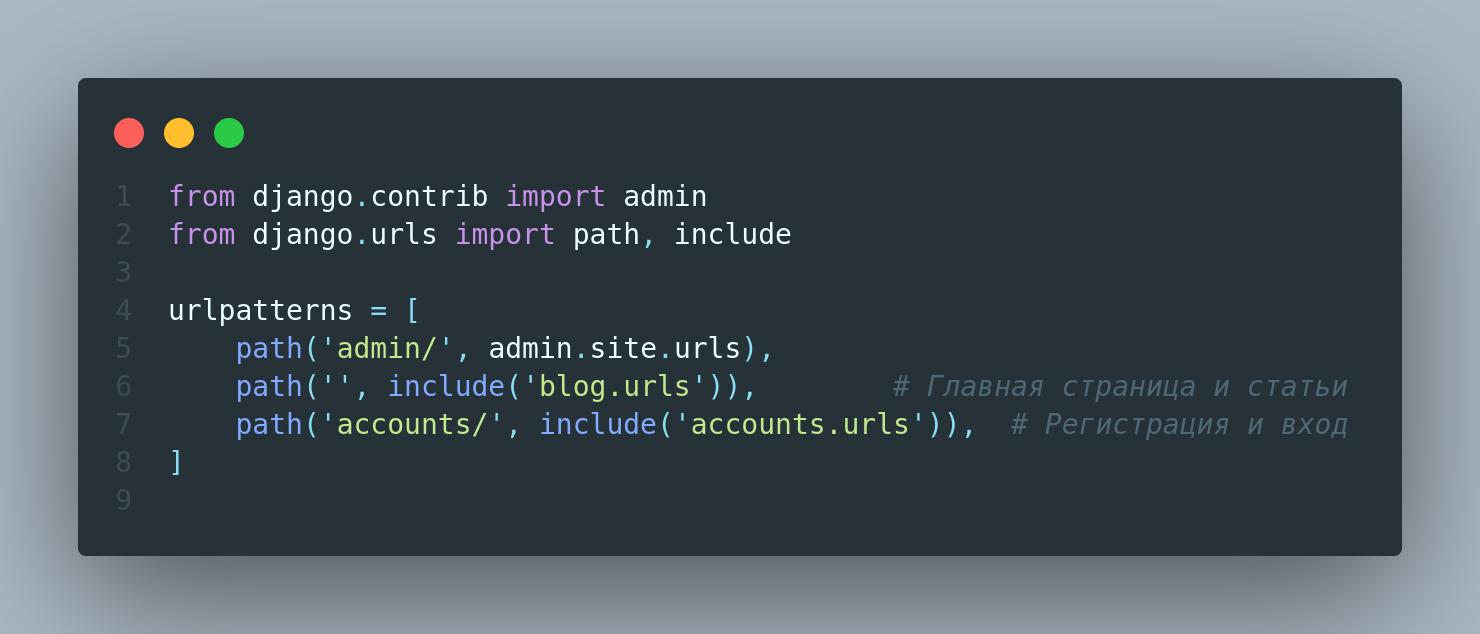 1 from django.contrib import admin
2 from django.urls import path, include
3
4 urlpatterns = [
5     path('admin/', admin.site.urls),
6     path('', include('blog.urls')),        # Главная страница и статьи
7     path('accounts/', include('accounts.urls')),  # Регистрация и вход
8 ]
9